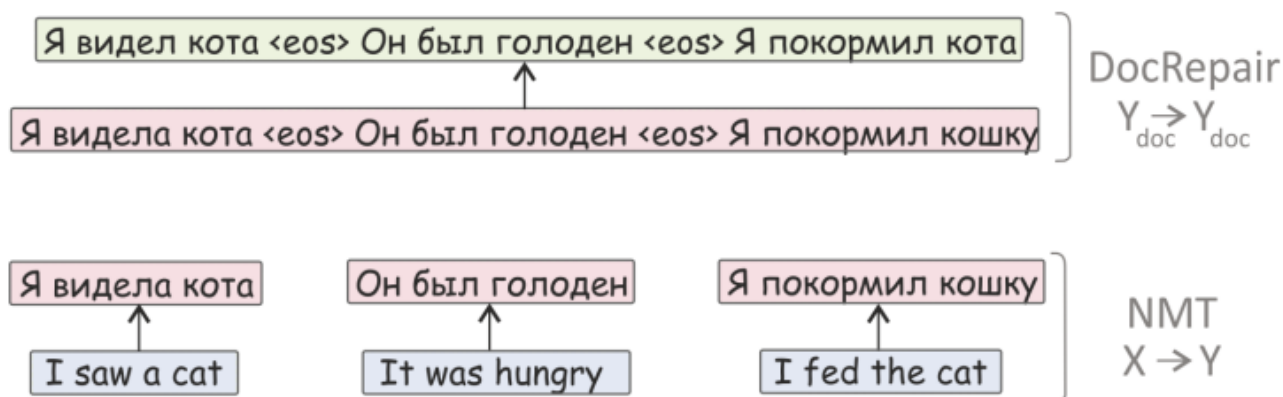 Я видел кота <eos> Он был голоден <eos> Я покормил кота
Я видела кота <eos> Он был голоден <eos> Я покормил кошку
DocRepair
Y_doc → Y_doc
Я видела кота Он был голоден Я покормил кошку
I saw a cat It was hungry I fed the cat
NMT
X → Y